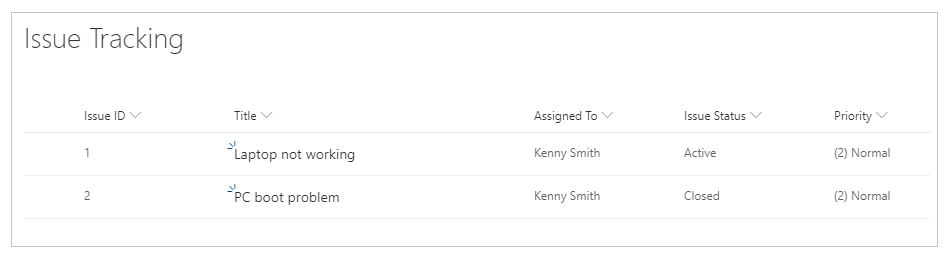 Issue Tracking
Issue ID Title Assigned To Issue Status Priority
1 Laptop not working Kenny Smith Active (2) Normal
2 PC boot problem Kenny Smith Closed (2) Normal